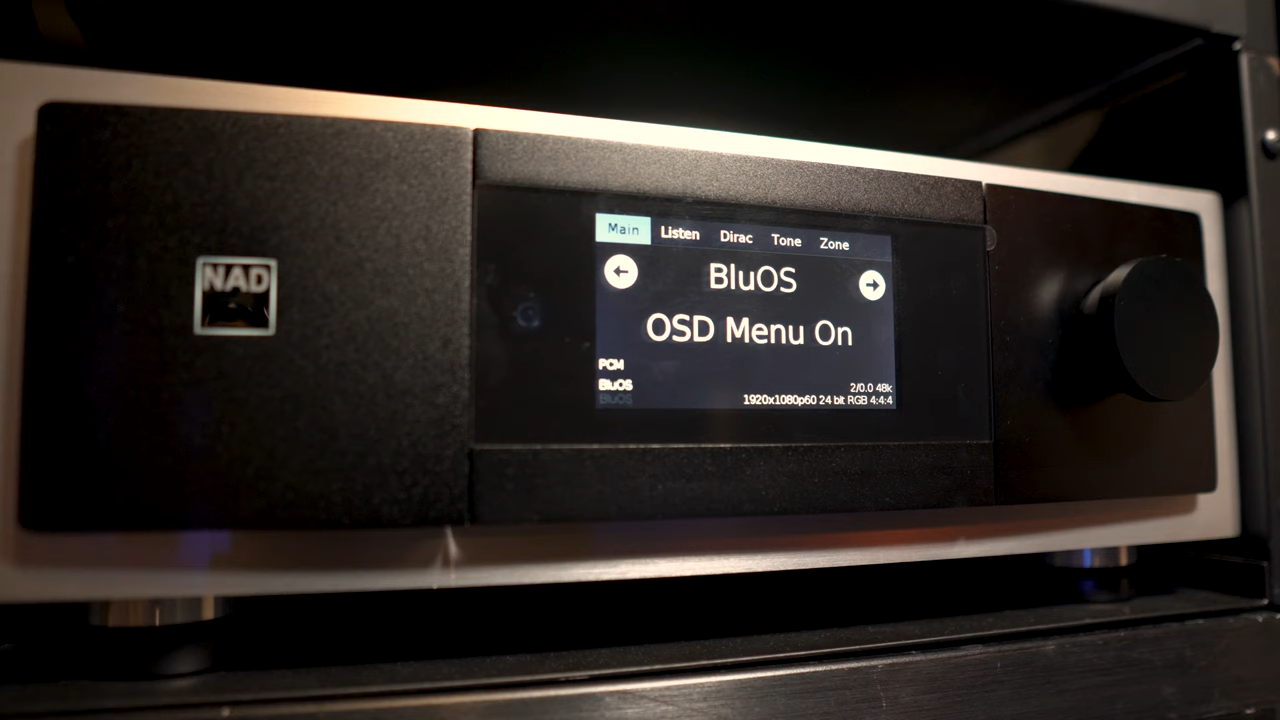 NAD
Main Listen Dirac Tone Zone
BluOS
OSD Menu On
PCM
BluOS
BluOS
2/0.0 48k
1920x1080p60 24 bit RGB 4:4:4